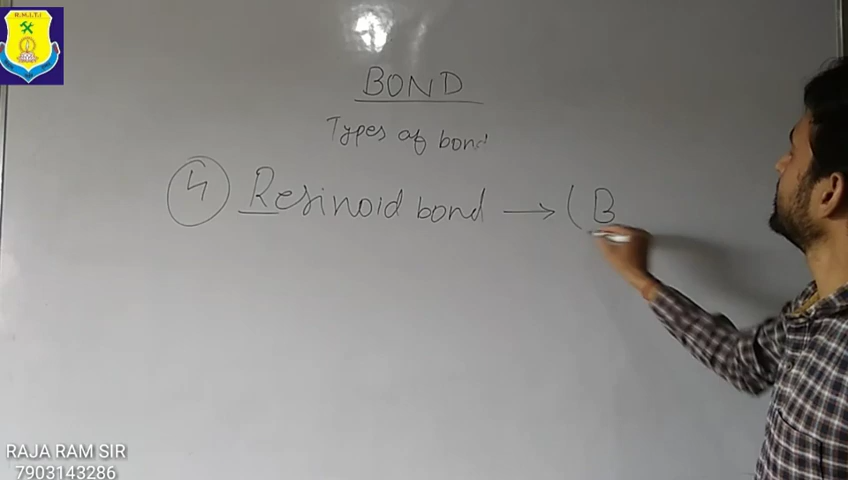 R.M.I.T.I
BOND
Types of bond
4 Resinoid bond → ( B
RAJA RAM SIR
7903143286